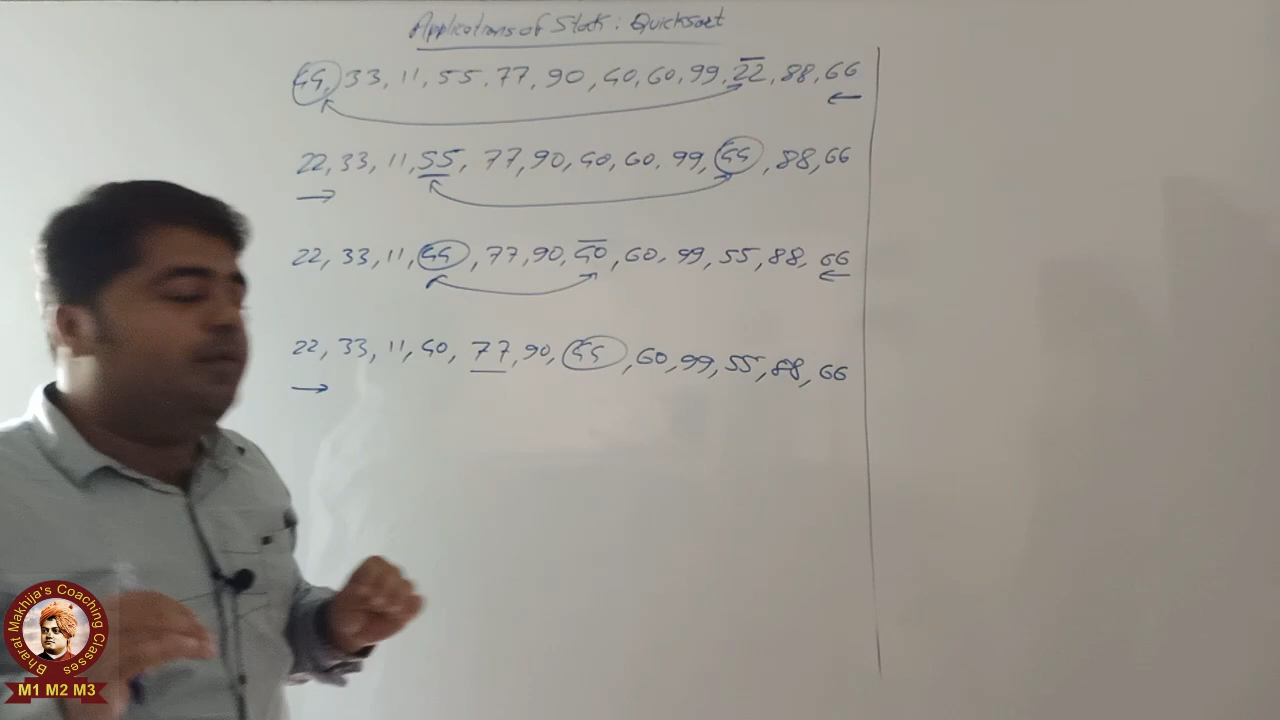 Applications of Stack: Quicksort
44, 33, 11, 55, 77, 90, 40, 60, 99, 22, 88, 66
22, 33, 11, 55, 77, 90, 40, 60, 99, 44, 88, 66
22, 33, 11, 44, 77, 90, 40, 60, 99, 55, 88, 66
22, 33, 11, 40, 77, 90, 44, 60, 99, 55, 88, 66
Bharat Makhija's Coaching Classes
M1 M2 M3